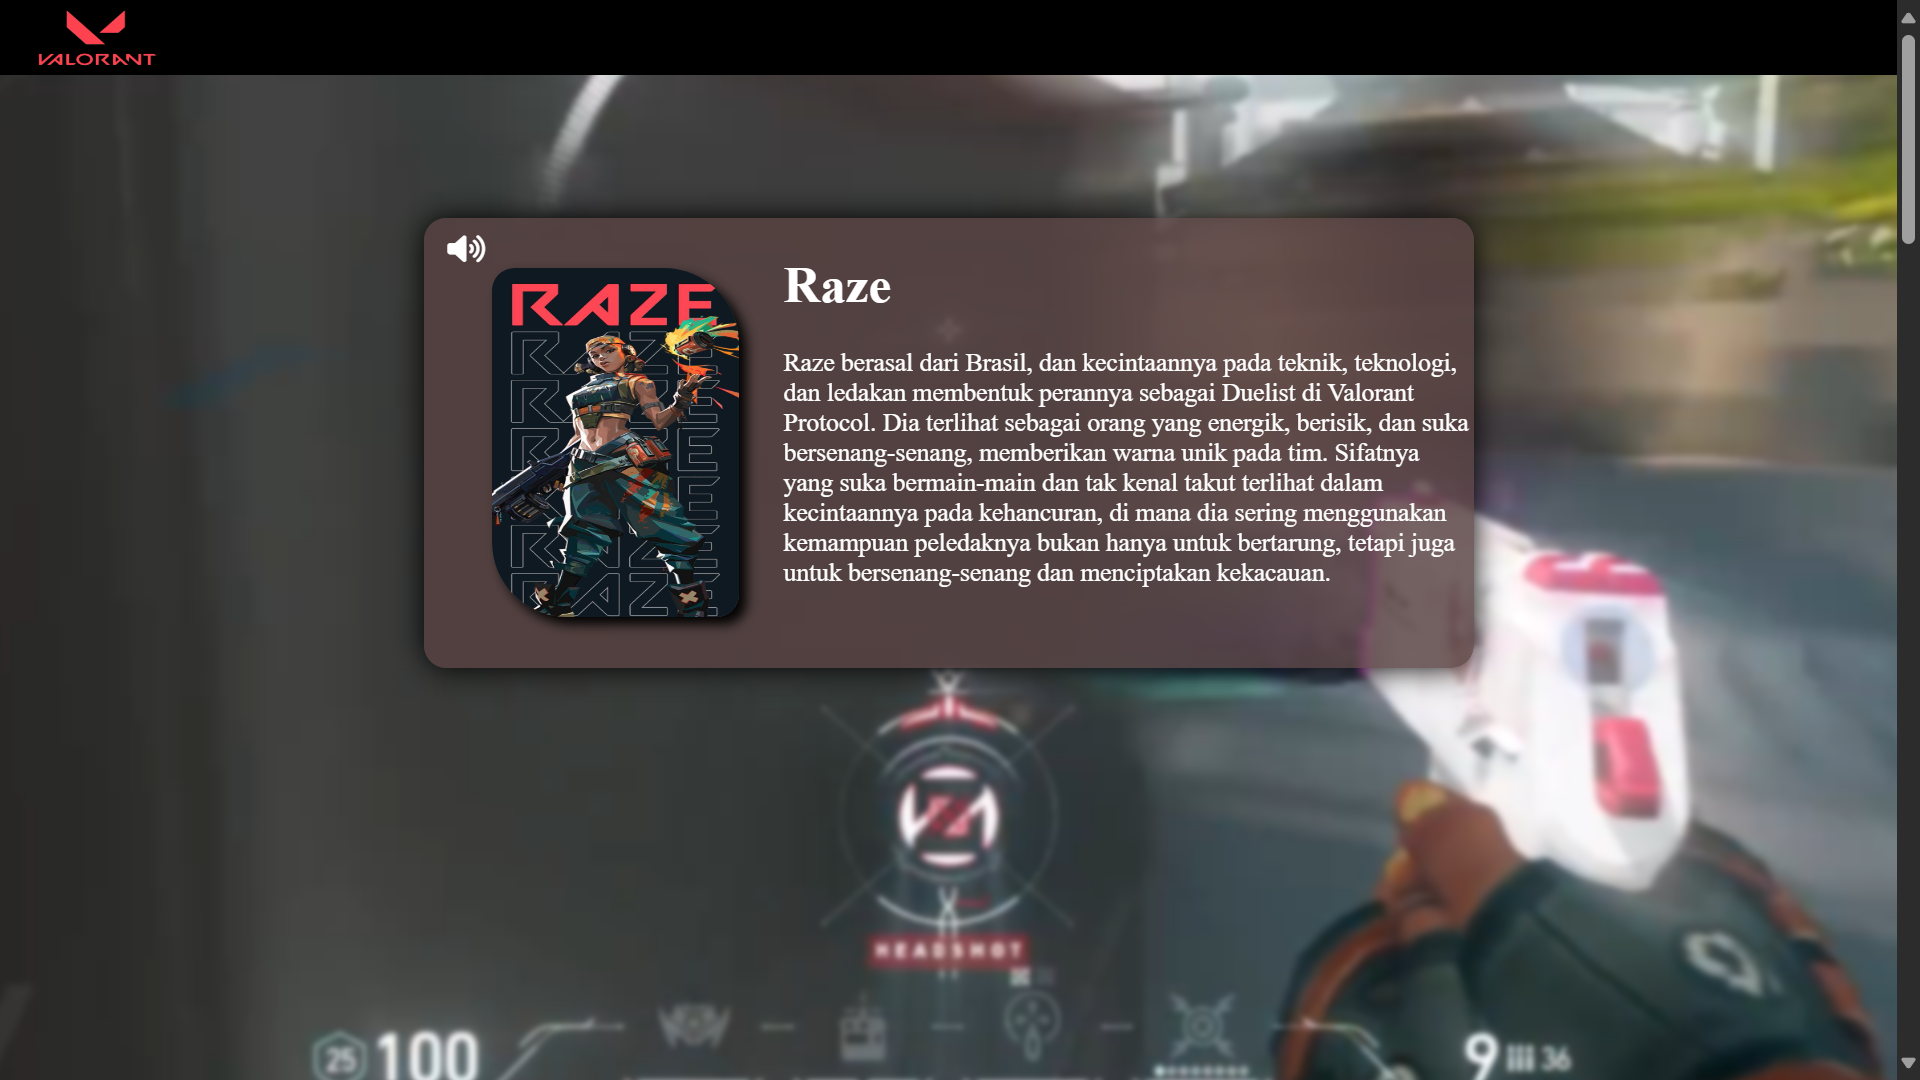 VALORANT
Raze
RAZE
Raze berasal dari Brasil, dan kecintaannya pada teknik, teknologi,
dan ledakan membentuk perannya sebagai Duelist di Valorant
Protocol. Dia terlihat sebagai orang yang energik, berisik, dan suka
bersenang-senang, memberikan warna unik pada tim. Sifatnya
yang suka bermain-main dan tak kenal takut terlihat dalam
kecintaannya pada kehancuran, di mana dia sering menggunakan
kemampuan peledaknya bukan hanya untuk bertarung, tetapi juga
untuk bersenang-senang dan menciptakan kekacauan.
HEADSHOT
25 100
9 36